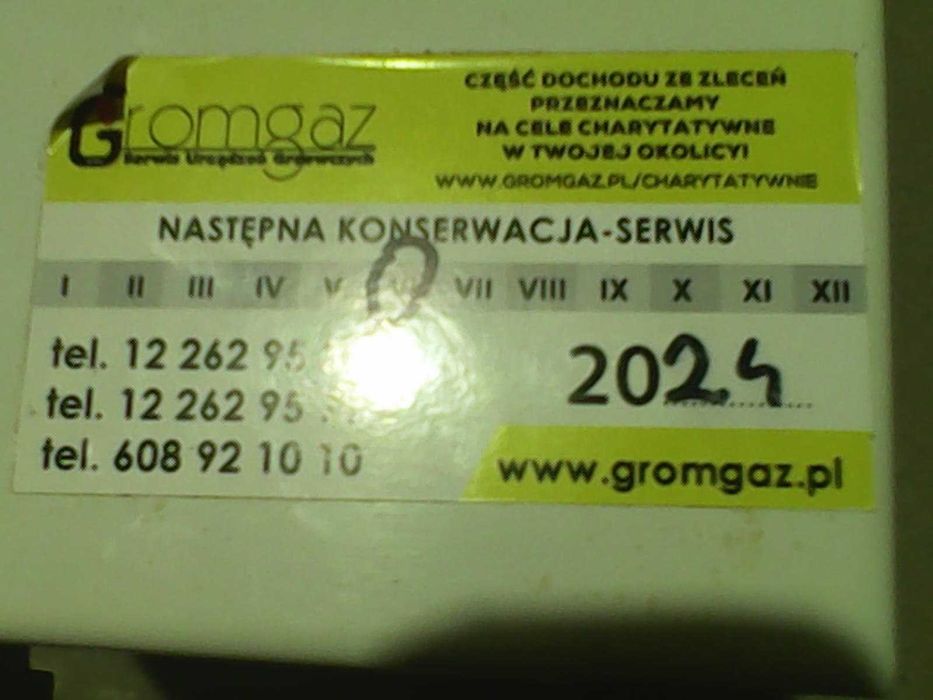 Gromgaz
Serwis Urządzeń Grzewczych
CZĘŚĆ DOCHODU ZE ZLECEŃ
PRZEZNACZAMY
NA CELE CHARYTATYWNE
W TWOJEJ OKOLICY!
WWW.GROMGAZ.PL/CHARYTATYWNIE
NASTĘPNA KONSERWACJA-SERWIS
I II III IV V VI VII VIII IX X XI XII
tel. 12 262 95
tel. 12 262 95
tel. 608 92 10 10
2024
www.gromgaz.pl